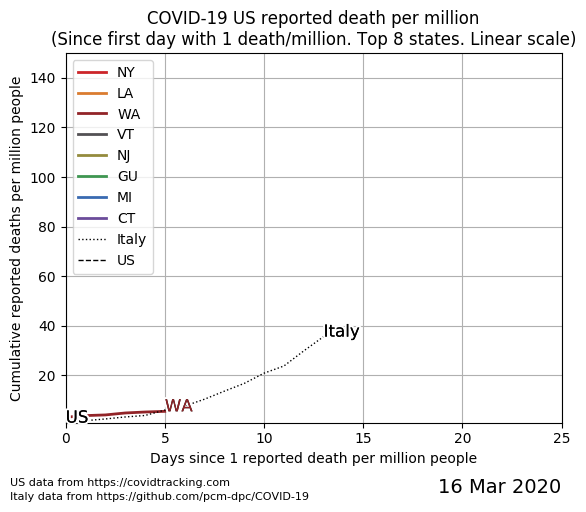 COVID-19 US reported death per million
(Since first day with 1 death/million. Top 8 states. Linear scale)
Cumulative reported deaths per million people
140
120
100
80
60
40
20
NY
LA
WA
VT
NJ
GU
MI
CT
Italy
US
Italy
WA
US
0 5 10 15 20 25
Days since 1 reported death per million people
US data from https://covidtracking.com
Italy data from https://github.com/pcm-dpc/COVID-19
16 Mar 2020